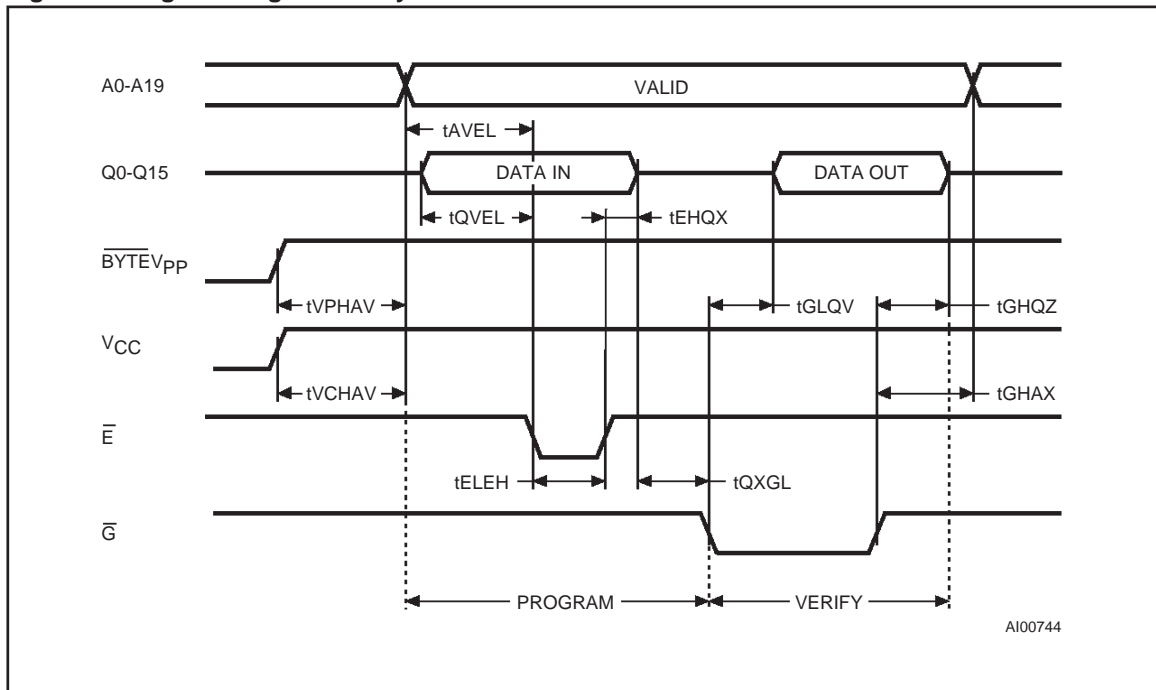 A0-A19
VALID
tAVEL
Q0-Q15
DATA IN
DATA OUT
tQVEL
tEHQX
BYTEVPP
tVPHAV
tGLQV
tGHQZ
VCC
tVCHAV
tGHAX
E
tELEH
tQXGL
G
PROGRAM
VERIFY
AI00744